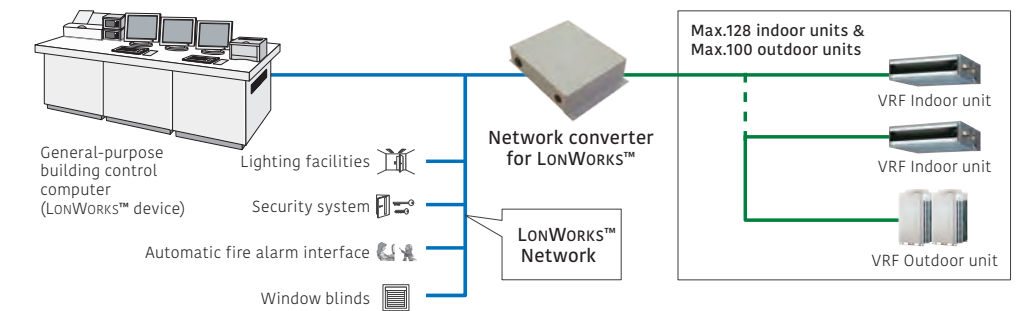 Max.128 indoor units &
Max.100 outdoor units
VRF Indoor unit
Network converter
for LONWORKS™
VRF Indoor unit
General-purpose
building control
computer
(LONWORKS™ device)
Lighting facilities
Security system
LONWORKS™
Network
Automatic fire alarm interface
VRF Outdoor unit
Window blinds